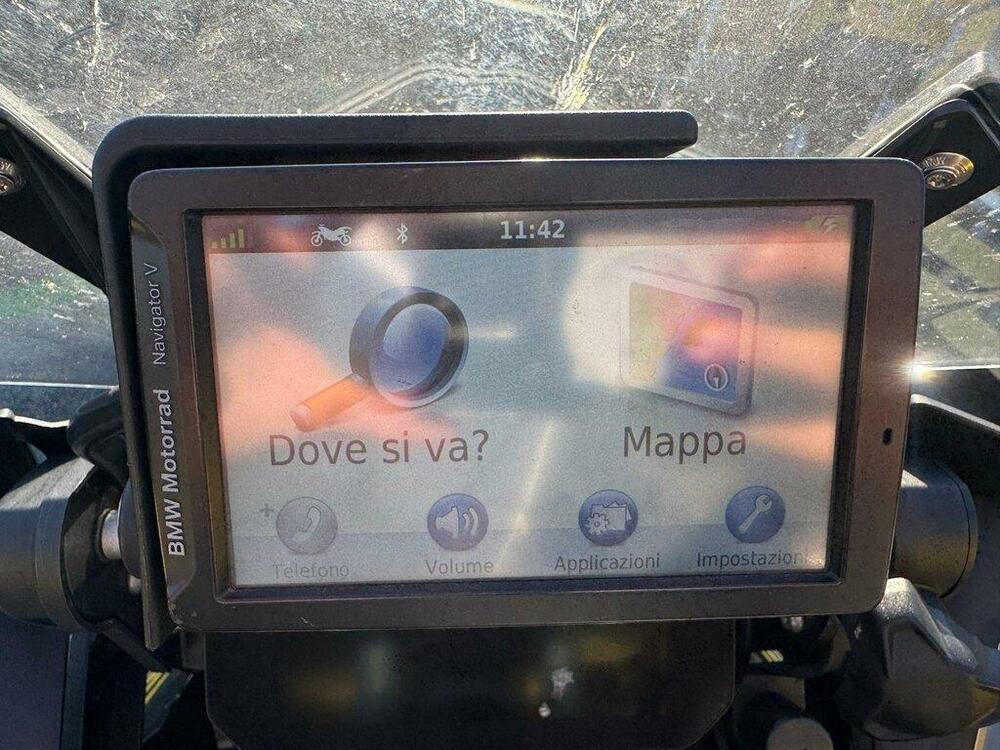 11:42
BMW Motorrad Navigator V
Dove si va?
Mappa
Telefono
Volume
Applicazioni
Impostazioni